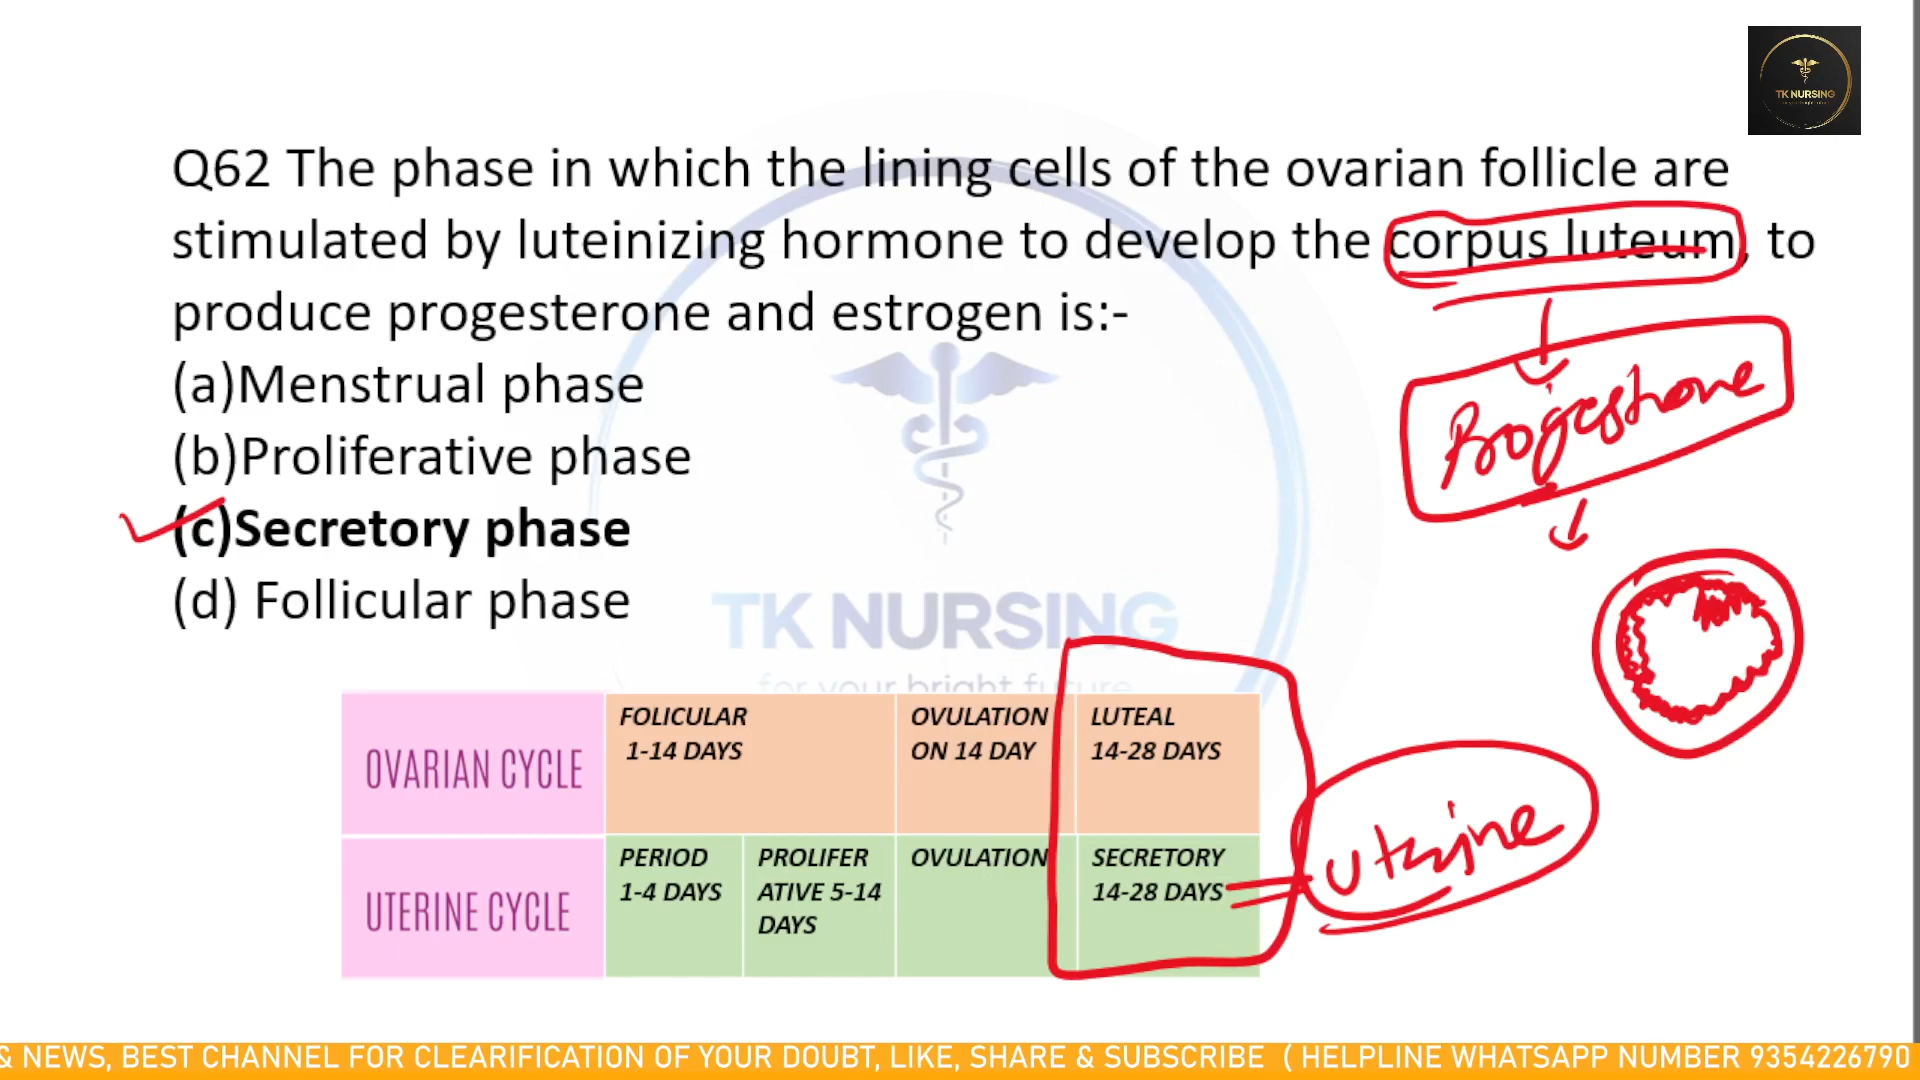 TK NURSING
Q62 The phase in which the lining cells of the ovarian follicle are
stimulated by luteinizing hormone to develop the corpus luteum, to
produce progesterone and estrogen is:-
(a)Menstrual phase
(b)Proliferative phase
(c)Secretory phase
(d) Follicular phase
Progesterone
TK NURSING
for your bright future
OVARIAN CYCLE
FOLICULAR
1-14 DAYS
OVULATION
ON 14 DAY
LUTEAL
14-28 DAYS
UTERINE CYCLE
PERIOD
1-4 DAYS
PROLIFER
ATIVE 5-14
DAYS
OVULATION
SECRETORY
14-28 DAYS
Uterine
& NEWS, BEST CHANNEL FOR CLEARIFICATION OF YOUR DOUBT, LIKE, SHARE & SUBSCRIBE ( HELPLINE WHATSAPP NUMBER 9354226790